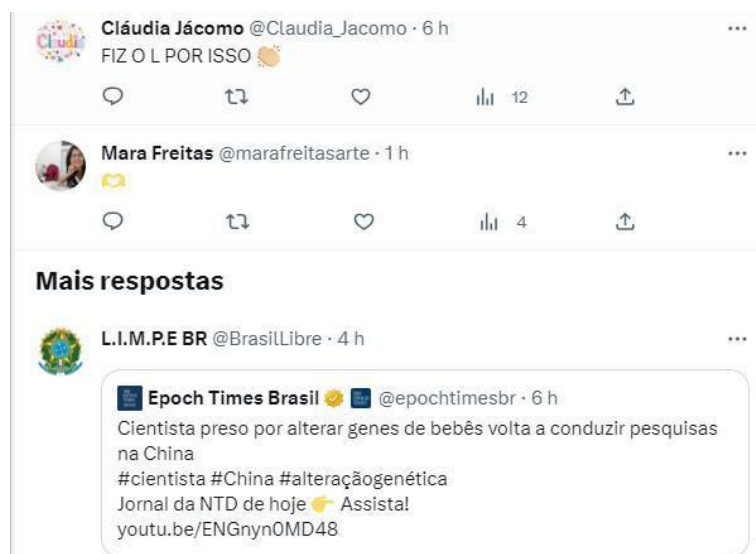 Claudia
Cláudia Jácomo @Claudia_Jacomo · 6 h
FIZ O L POR ISSO 👏🏼
12
Mara Freitas @marafreitasarte · 1 h
🫶
4
Mais respostas
L.I.M.P.E BR @BrasilLibre · 4 h
Epoch Times Brasil @epochtimesbr · 6 h
Cientista preso por alterar genes de bebês volta a conduzir pesquisas
na China
#cientista #China #alteraçãogenética
Jornal da NTD de hoje 👉 Assista!
youtu.be/ENGnyn0MD48